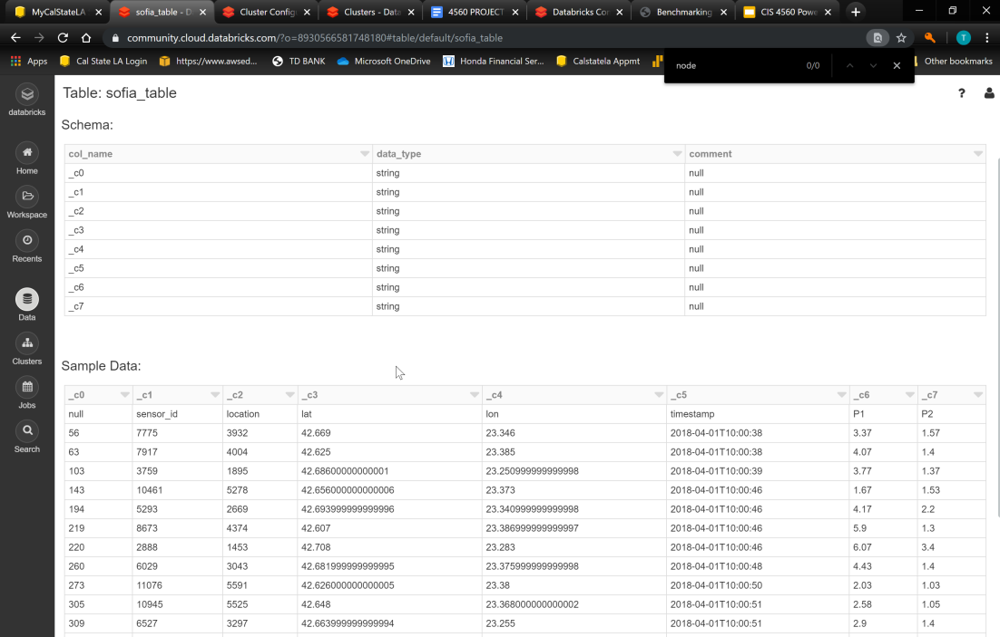 MyCalStateLA
sofia_table - D
Cluster Config
Clusters - Data
4560 PROJECT
Databricks Cor
Benchmarking
CIS 4560 Powe
community.cloud.databricks.com/?o=8930566581748180#table/default/sofia_table
Apps
Cal State LA Login
https://www.awsed...
TD BANK
Microsoft OneDrive
Honda Financial Ser...
Calstatela Appmt
Other bookmarks
node 0/0
T
databricks
Home
Workspace
Recents
Data
Clusters
Jobs
Search
Table: sofia_table
?
Schema:
col_name data_type comment
_c0 string null
_c1 string null
_c2 string null
_c3 string null
_c4 string null
_c5 string null
_c6 string null
_c7 string null
Sample Data:
_c0 _c1 _c2 _c3 _c4 _c5 _c6 _c7
null sensor_id location lat lon timestamp P1 P2
56 7775 3932 42.669 23.346 2018-04-01T10:00:38 3.37 1.57
63 7917 4004 42.625 23.385 2018-04-01T10:00:38 4.07 1.4
103 3759 1895 42.68600000000001 23.250999999999998 2018-04-01T10:00:39 3.77 1.37
143 10461 5278 42.656000000000006 23.373 2018-04-01T10:00:46 1.67 1.53
194 5293 2669 42.693999999999996 23.340999999999998 2018-04-01T10:00:46 4.17 2.2
219 8673 4374 42.607 23.386999999999997 2018-04-01T10:00:46 5.9 1.3
220 2888 1453 42.708 23.283 2018-04-01T10:00:46 6.07 3.4
260 6029 3043 42.681999999999995 23.375999999999998 2018-04-01T10:00:48 4.43 1.4
273 11076 5591 42.626000000000005 23.38 2018-04-01T10:00:50 2.03 1.03
305 10945 5525 42.648 23.368000000000002 2018-04-01T10:00:51 2.58 1.05
309 6527 3297 42.663999999999994 23.255 2018-04-01T10:00:51 2.9 1.4